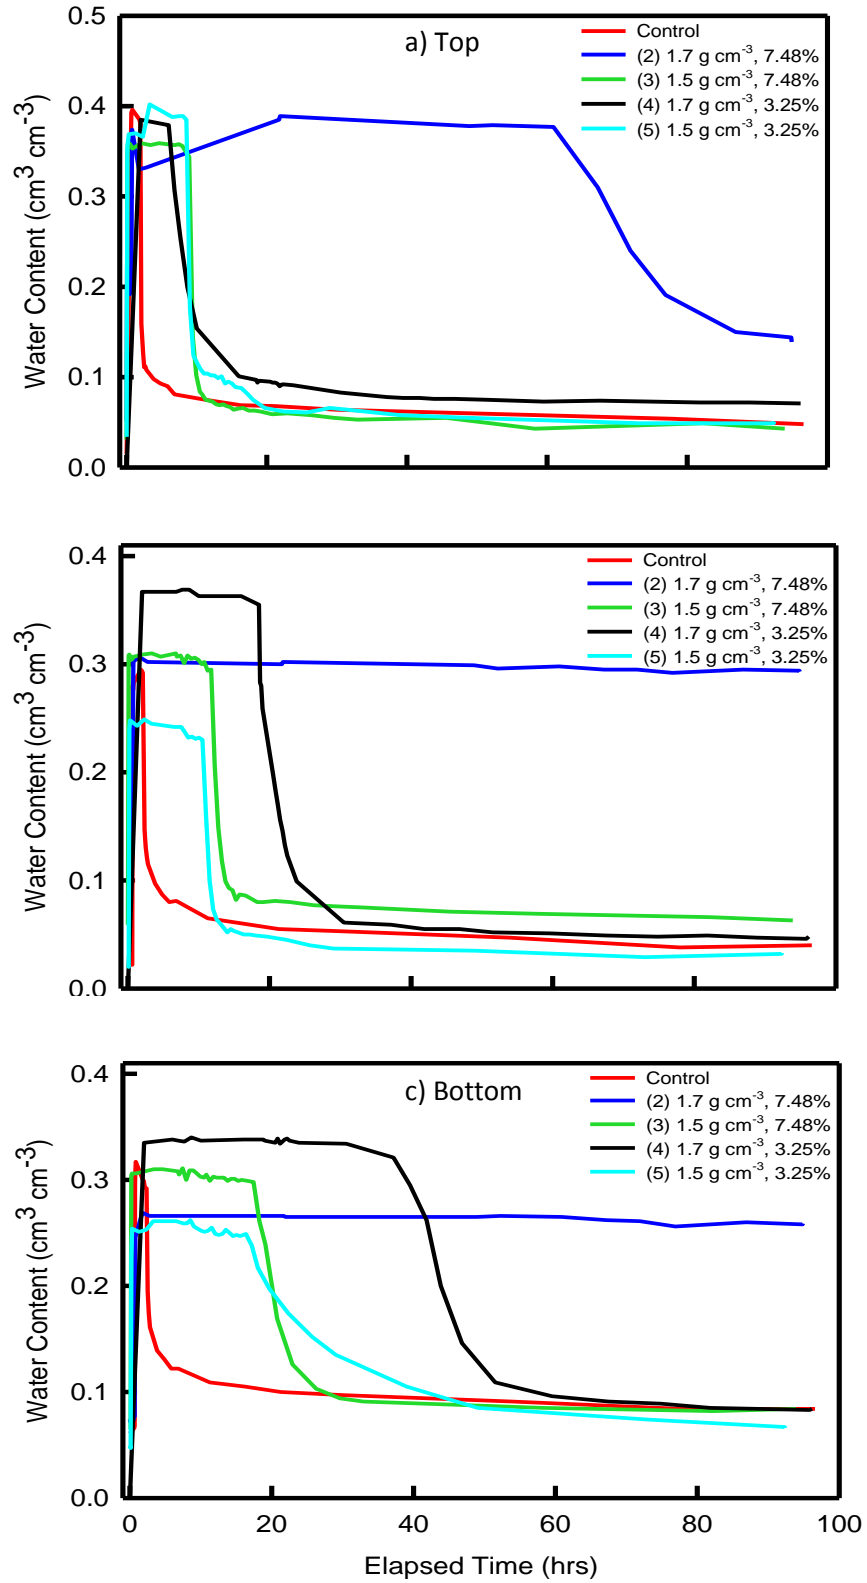 a) Top
Control
(2) 1.7 g cm⁻³, 7.48%
(3) 1.5 g cm⁻³, 7.48%
(4) 1.7 g cm⁻³, 3.25%
(5) 1.5 g cm⁻³, 3.25%
0.5
0.4
0.3
0.2
0.1
0.0
Water Content (cm³ cm⁻³)
Control
(2) 1.7 g cm⁻³, 7.48%
(3) 1.5 g cm⁻³, 7.48%
(4) 1.7 g cm⁻³, 3.25%
(5) 1.5 g cm⁻³, 3.25%
0.4
0.3
0.2
0.1
0.0
Water Content (cm³ cm⁻³)
c) Bottom
Control
(2) 1.7 g cm⁻³, 7.48%
(3) 1.5 g cm⁻³, 7.48%
(4) 1.7 g cm⁻³, 3.25%
(5) 1.5 g cm⁻³, 3.25%
0.4
0.3
0.2
0.1
0.0
Water Content (cm³ cm⁻³)
0 20 40 60 80 100
Elapsed Time (hrs)